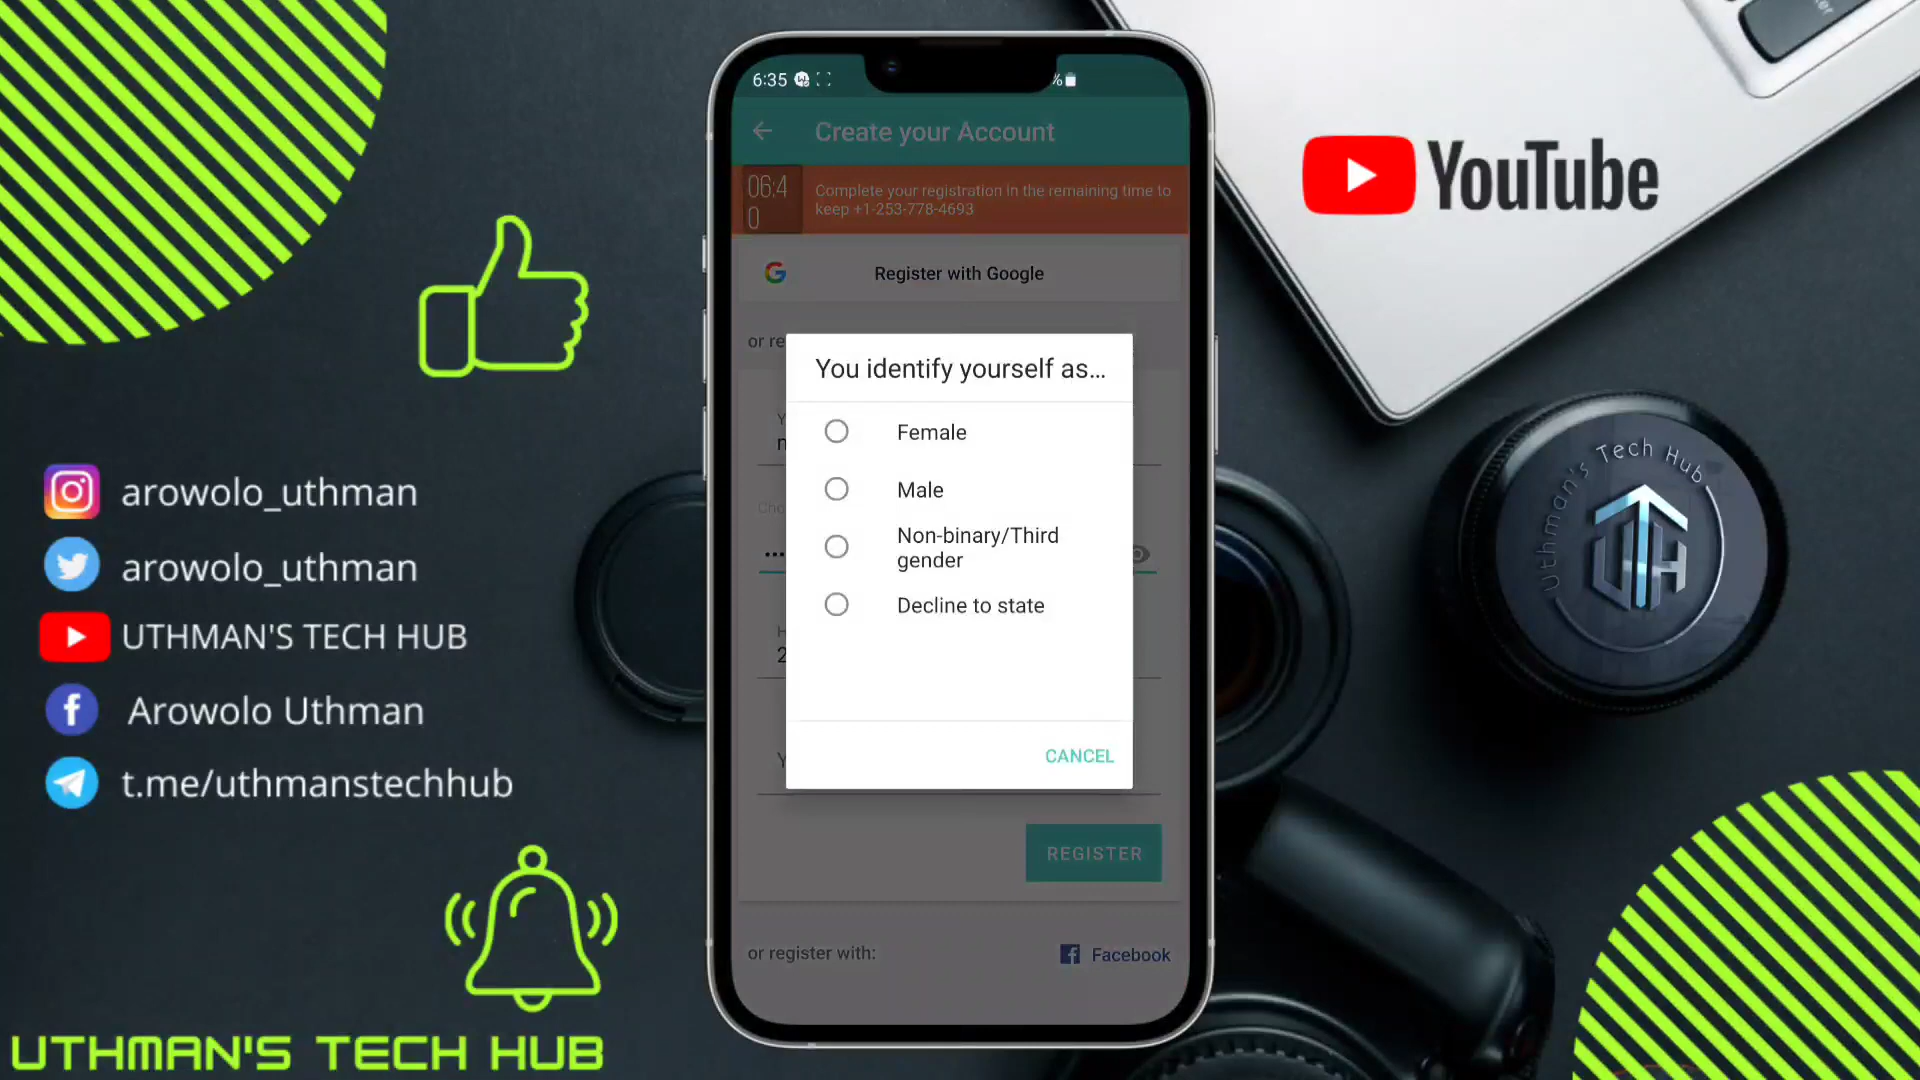 6:35
%
Create your Account
06:4
0
Complete your registration in the remaining time to
keep +1-253-778-4693
G
Register with Google
or re
You identify yourself as...
Female
Male
Non-binary/Third
gender
Decline to state
CANCEL
REGISTER
or register with:
Facebook
YouTube
Uthman's Tech Hub
UTH
arowolo_uthman
arowolo_uthman
UTHMAN'S TECH HUB
Arowolo Uthman
t.me/uthmanstechhub
UTHMAN'S TECH HUB